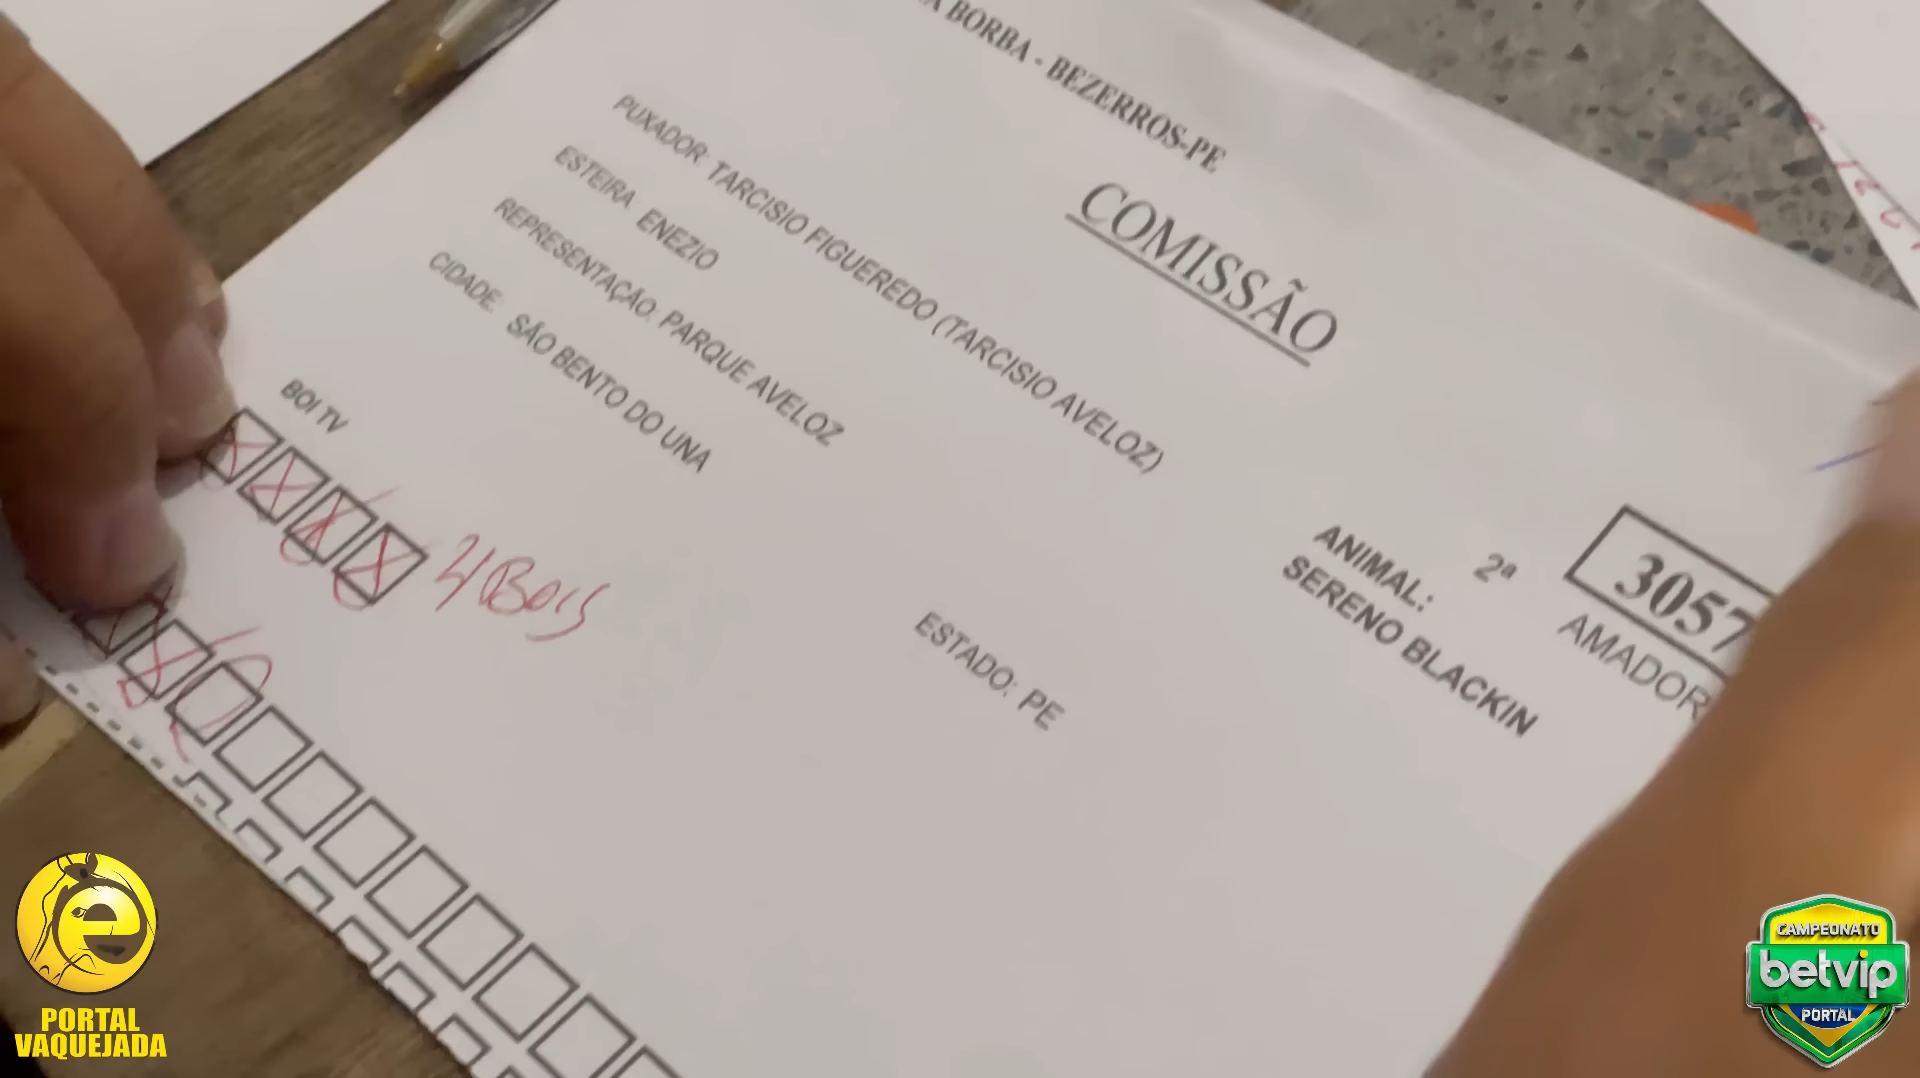 BORBA - BEZERROS-PE
COMISSÃO
PUXADOR: TARCISIO FIGUEREDO (TARCISIO AVELOZ)
ESTEIRA ENEZIO
REPRESENTAÇÃO: PARQUE AVELOZ
CIDADE: SÃO BENTO DO UNA
ESTADO: PE
ANIMAL:
SERENO BLACKIN
2ª
3057
AMADOR
BOI TV
4 Bois
PORTAL
VAQUEJADA
CAMPEONATO
betvip
PORTAL